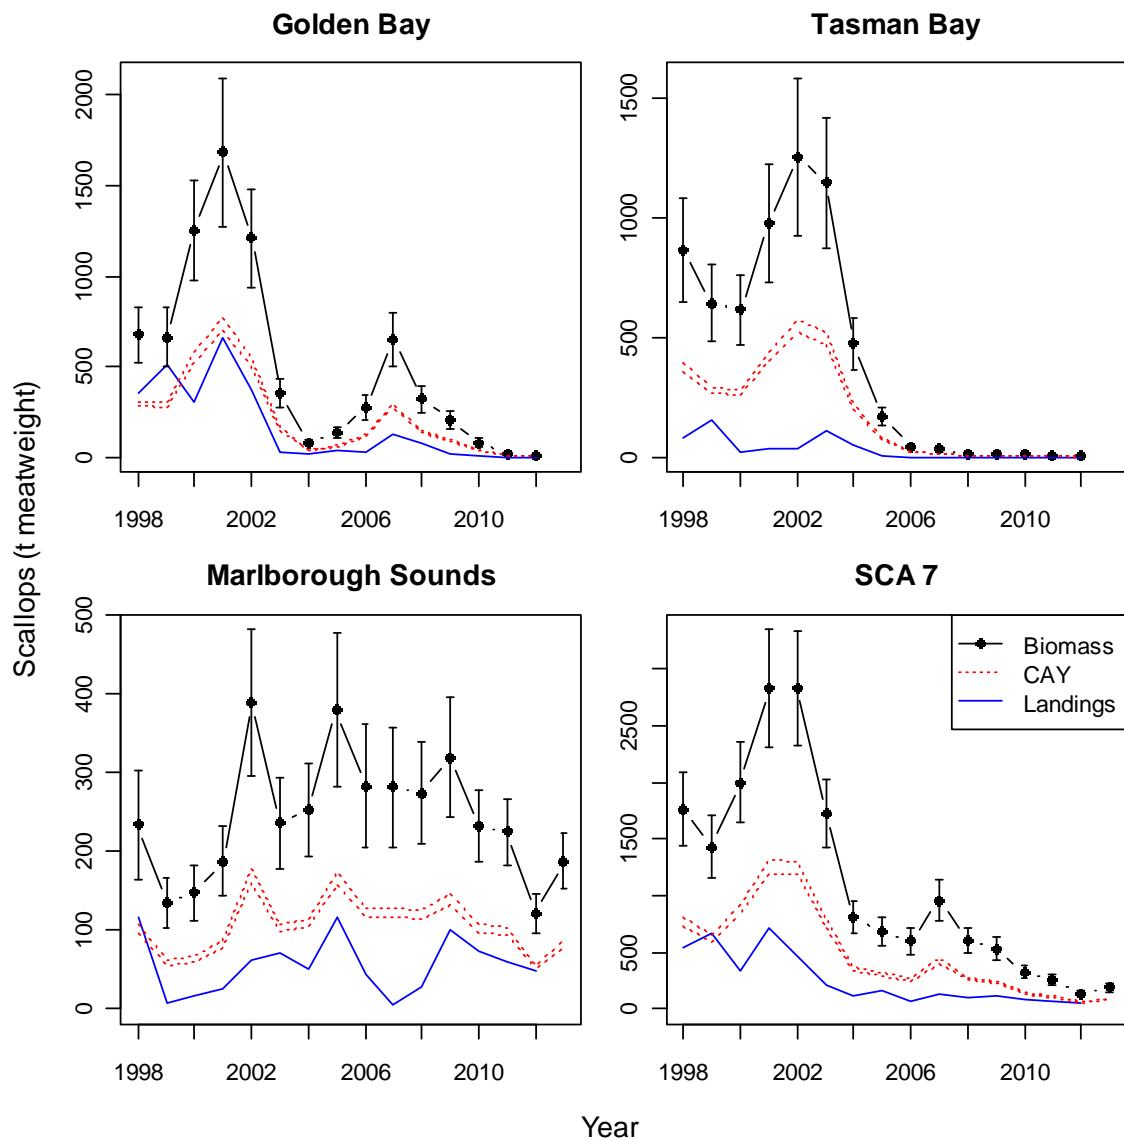 Golden Bay
Tasman Bay
2000
1500
1000
500
0
1500
1000
500
0
1998 2002 2006 2010
1998 2002 2006 2010
Scallops (t meatweight)
Marlborough Sounds
SCA 7
500
400
300
200
100
0
2500
1500
500
0
Biomass
CAY
Landings
1998 2002 2006 2010
1998 2002 2006 2010
Year